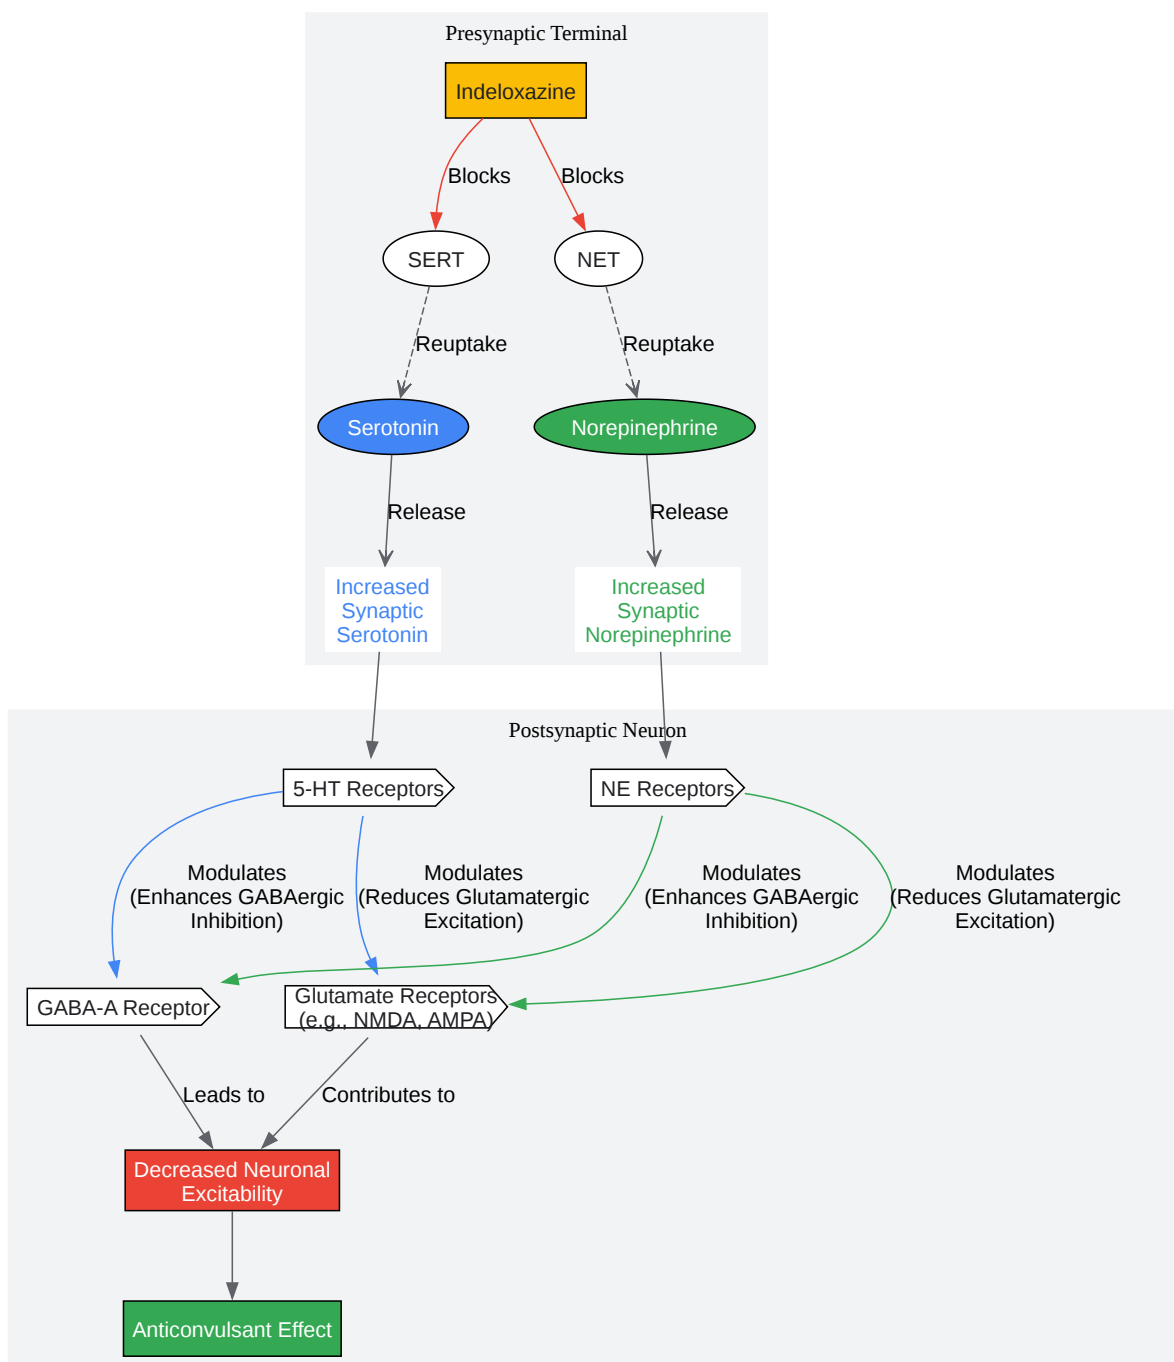 Presynaptic Terminal
Indeloxazine
Blocks
Blocks
SERT
NET
Reuptake
Reuptake
Serotonin
Norepinephrine
Release
Release
Increased
Synaptic
Serotonin
Increased
Synaptic
Norepinephrine
Postsynaptic Neuron
5-HT Receptors
NE Receptors
Modulates
(Enhances GABAergic
Inhibition)
Modulates
(Reduces Glutamatergic
Excitation)
Modulates
(Enhances GABAergic
Inhibition)
Modulates
(Reduces Glutamatergic
Excitation)
GABA-A Receptor
Glutamate Receptors
(e.g., NMDA, AMPA)
Leads to
Contributes to
Decreased Neuronal
Excitability
Anticonvulsant Effect